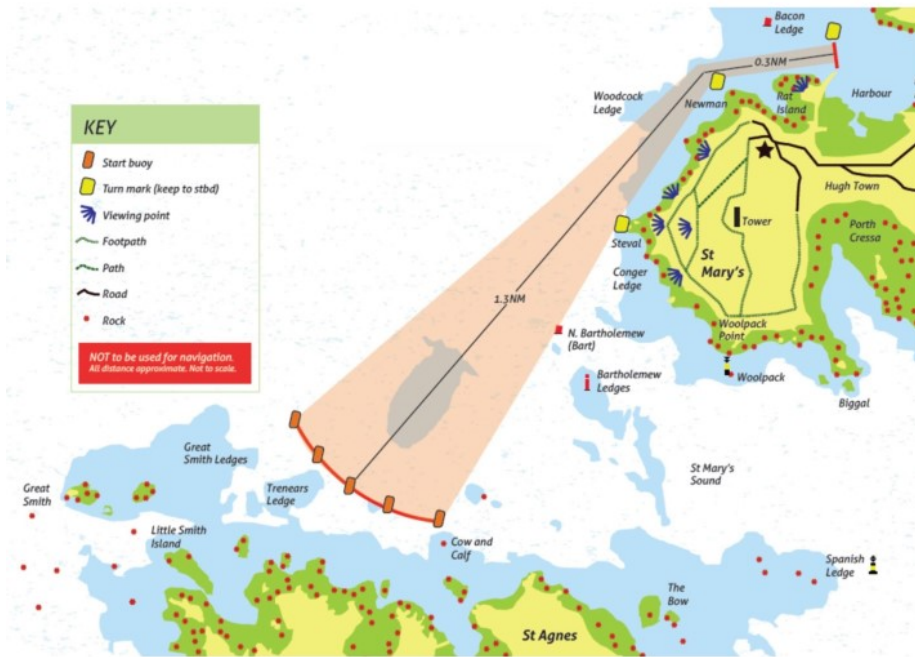 Bacon
Ledge
0.3NM
Woodcock
Ledge
Newman
Rat
Island
Harbour
KEY
Start buoy
Turn mark (keep to stbd)
Viewing point
Footpath
Path
Road
Rock
NOT to be used for navigation.
All distance approximate. Not to scale.
Hugh Town
Tower
Porth
Cressa
Steval
St
Mary's
Conger
Ledge
1.3NM
N. Bartholemew
(Bart)
Woolpack
Point
Bartholemew
Ledges
Woolpack
Biggal
Great
Smith Ledges
St Mary's
Sound
Great
Smith
Trenears
Ledge
Little Smith
Island
Cow and
Calf
Spanish
Ledge
The
Bow
St Agnes